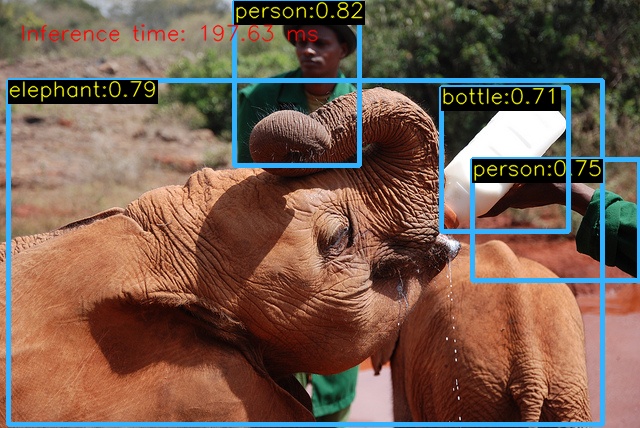 person:0.82
Inference time: 197.63 ms
elephant:0.79
bottle:0.71
person:0.75